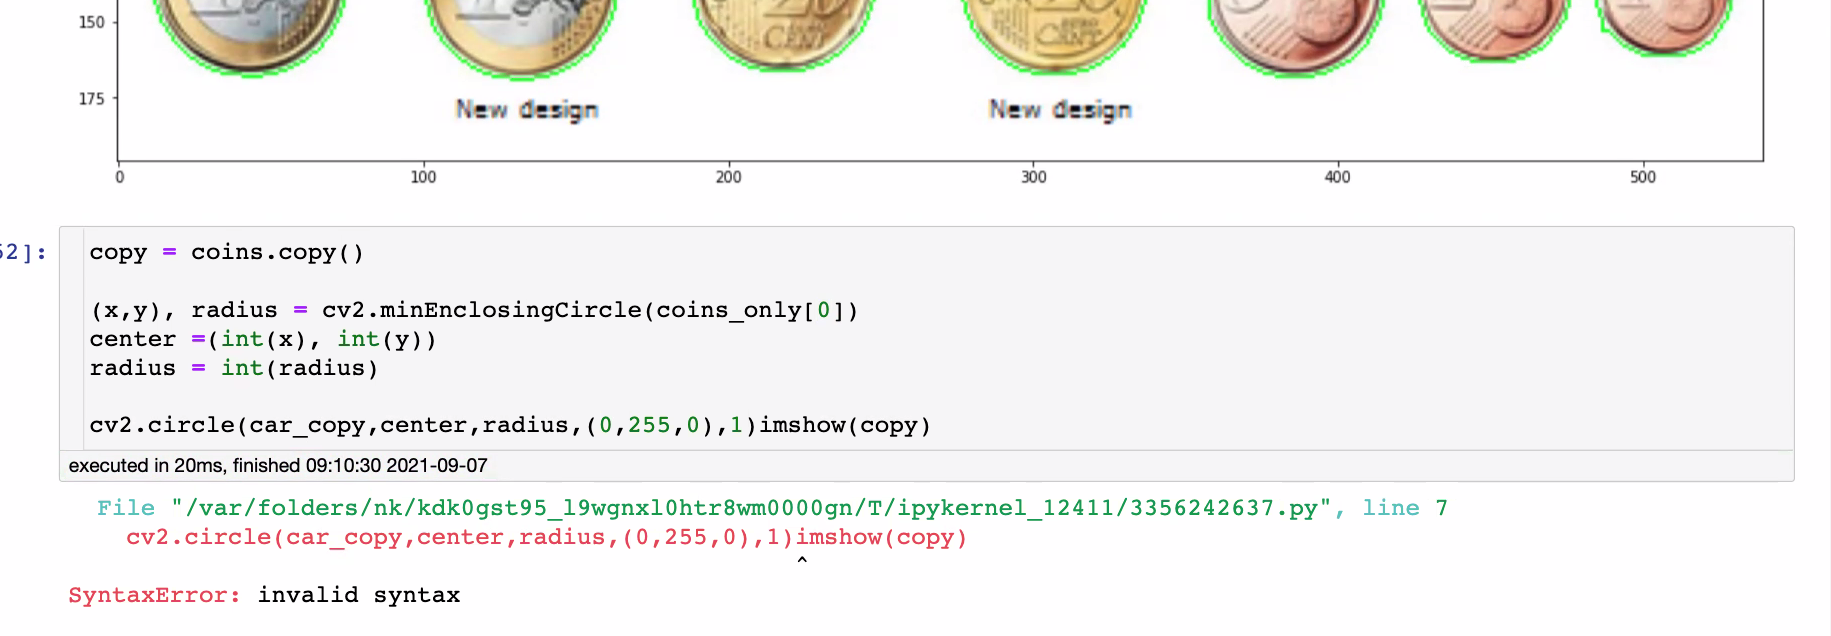 150
175
New design New design
0 100 200 300 400 500
52]:
copy = coins.copy()
(x,y), radius = cv2.minEnclosingCircle(coins_only[0])
center =(int(x), int(y))
radius = int(radius)
cv2.circle(car_copy,center,radius,(0,255,0),1)imshow(copy)
executed in 20ms, finished 09:10:30 2021-09-07
File "/var/folders/nk/kdk0gst95_l9wgnxl0htr8wm0000gn/T/ipykernel_12411/3356242637.py", line 7
cv2.circle(car_copy,center,radius,(0,255,0),1)imshow(copy)
^
SyntaxError: invalid syntax